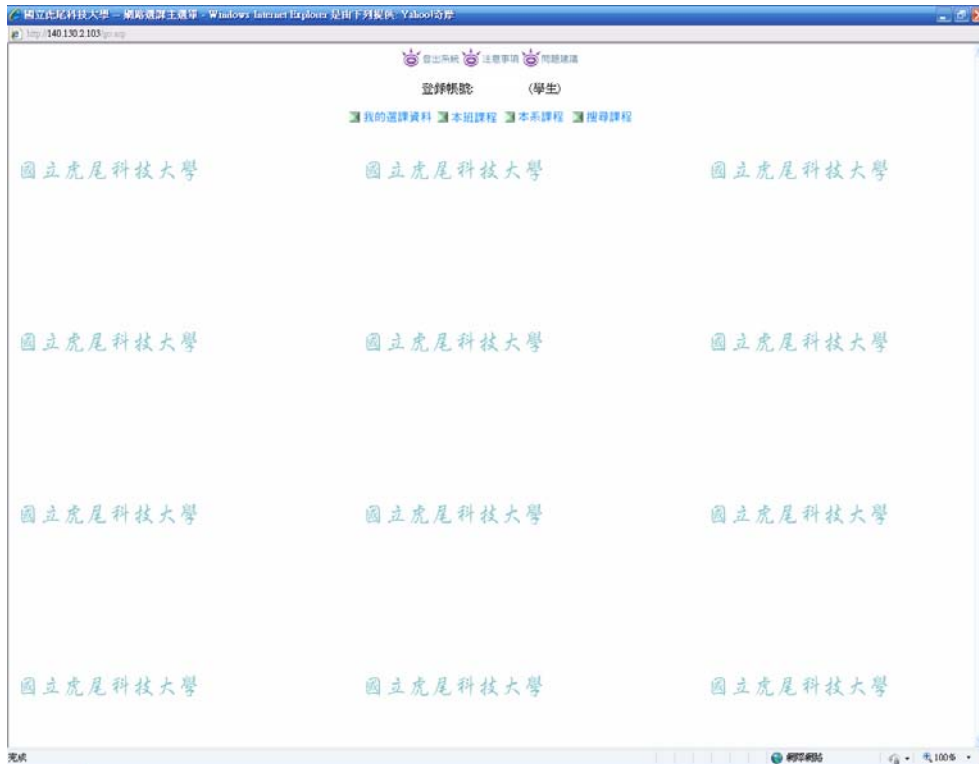 國立虎尾科技大學 -- 網路選課主選單 - Windows Internet Explorer 是由下列提供: Yahoo!奇摩
http://140.130.2.103/go.asp
登出系統 注意事項 問題建議
登錄帳號: (學生)
我的選課資料 本班課程 本系課程 搜尋課程
國立虎尾科技大學 國立虎尾科技大學 國立虎尾科技大學
國立虎尾科技大學 國立虎尾科技大學 國立虎尾科技大學
國立虎尾科技大學 國立虎尾科技大學 國立虎尾科技大學
國立虎尾科技大學 國立虎尾科技大學 國立虎尾科技大學
完成 網際網路 100%